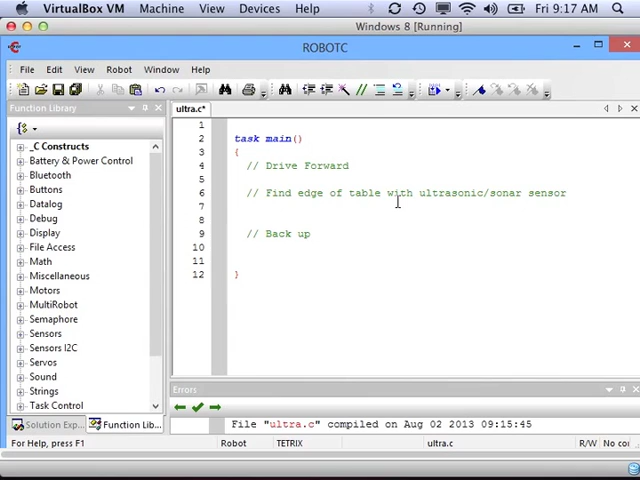 VirtualBox VM Machine View Devices Help Fri 9:17 AM
Windows 8 [Running]
ROBOTC
File Edit View Robot Window Help
Function Library
ultra.c*
_C Constructs
Battery & Power Control
Bluetooth
Buttons
Datalog
Debug
Display
File Access
Math
Miscellaneous
Motors
MultiRobot
Semaphore
Sensors
Sensors I2C
Servos
Sound
Strings
Task Control
1
2 task main()
3 {
4 // Drive Forward
5
6 // Find edge of table with ultrasonic/sonar sensor
7
8
9 // Back up
10
11
12 }
Errors
File "ultra.c" compiled on Aug 02 2013 09:15:45
Solution Exp... Function Lib...
For Help, press F1 Robot TETRIX ultra.c R/W No co